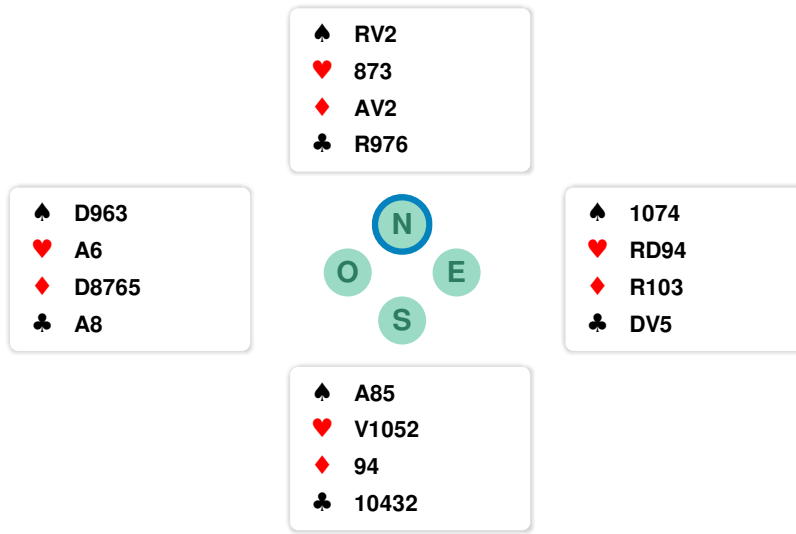 ♠ RV2
♥ 873
♦ AV2
♣ R976
♠ D963
♥ A6
♦ D8765
♣ A8
N
O E
S
♠ 1074
♥ RD94
♦ R103
♣ DV5
♠ A85
♥ V1052
♦ 94
♣ 10432